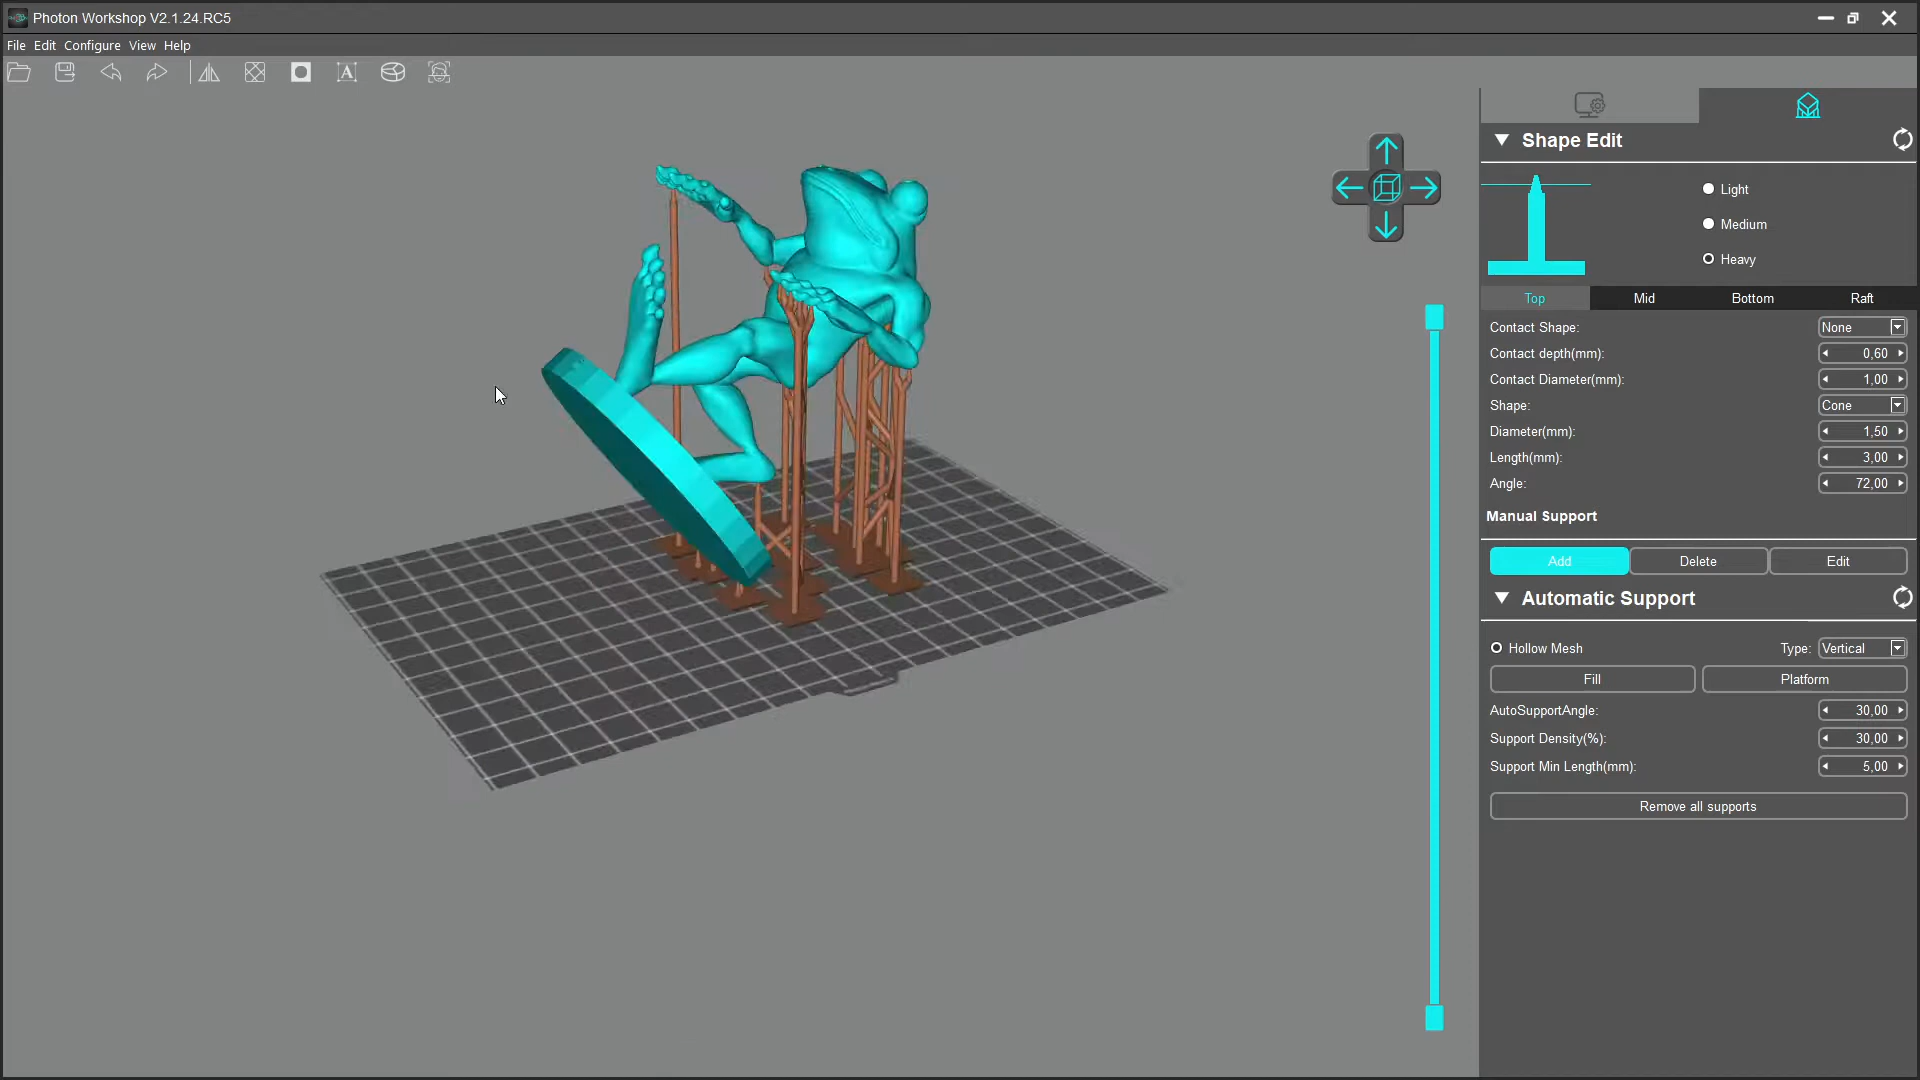 Photon Workshop V2.1.24.RC5
File Edit Configure View Help
A
Shape Edit
Light
Medium
Heavy
Top Mid Bottom Raft
Contact Shape: None
Contact depth(mm): 0,60
Contact Diameter(mm): 1,00
Shape: Cone
Diameter(mm): 1,50
Length(mm): 3,00
Angle: 72,00
Manual Support
Add Delete Edit
Automatic Support
Hollow Mesh Type: Vertical
Fill Platform
AutoSupportAngle: 30,00
Support Density(%): 30,00
Support Min Length(mm): 5,00
Remove all supports